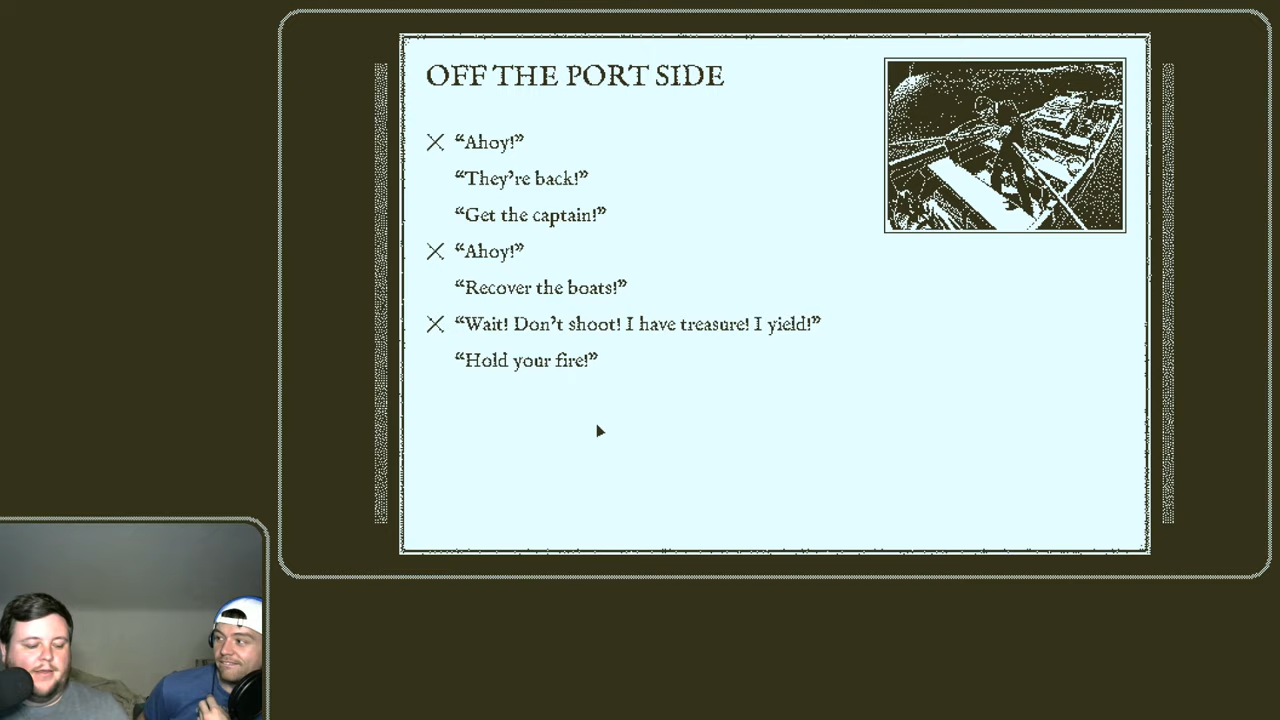 OFF THE PORT SIDE
“Ahoy!”
“They’re back!”
“Get the captain!”
“Ahoy!”
“Recover the boats!”
“Wait! Don’t shoot! I have treasure! I yield!”
“Hold your fire!”